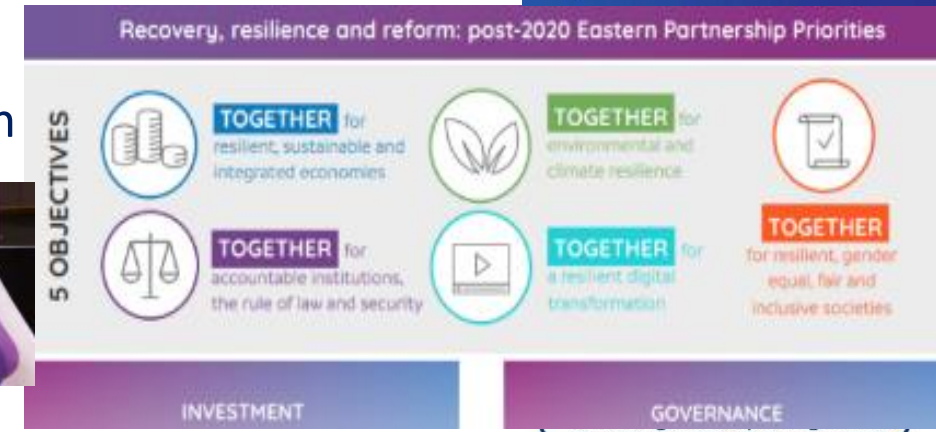 Recovery, resilience and reform: post-2020 Eastern Partnership Priorities
n
5 OBJECTIVES
TOGETHER for
resilient, sustainable and
integrated economies
TOGETHER for
environmental and
climate resilience
TOGETHER
for resilient, gender
equal, fair and
inclusive societies
TOGETHER for
accountable institutions,
the rule of law and security
TOGETHER for
a resilient digital
transformation
INVESTMENT
GOVERNANCE